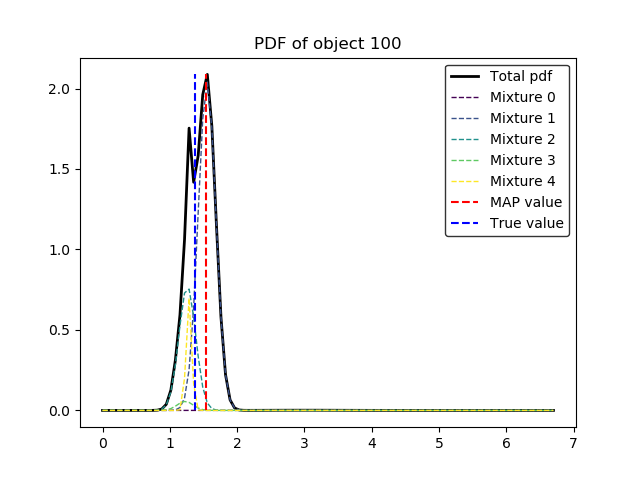 PDF of object 100
Total pdf
Mixture 0
Mixture 1
Mixture 2
Mixture 3
Mixture 4
MAP value
True value
2.0
1.5
1.0
0.5
0.0
0 1 2 3 4 5 6 7